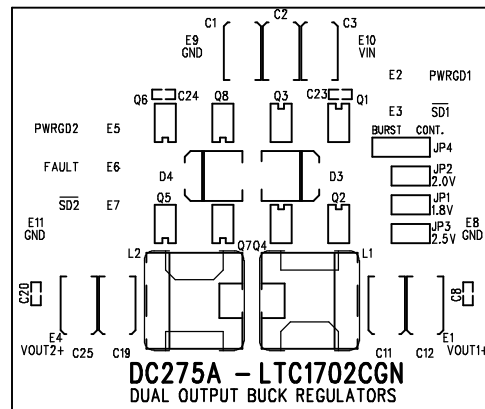 C1
C2
C3
E9
GND
E10
VIN
E2
PWRGD1
Q6
C24
Q8
Q3
C23
Q1
E3
SD1
PWRGD2
E5
BURST CONT.
JP4
FAULT
E6
D4
D3
JP2
2.0V
SD2
E7
Q5
Q2
JP1
1.8V
E11
GND
E8
GND
JP3
2.5V
L2
Q7
Q4
L1
C20
C8
E4
VOUT2+
C25
C19
C11
C12
E1
VOUT1+
DC275A - LTC1702CGN
DUAL OUTPUT BUCK REGULATORS